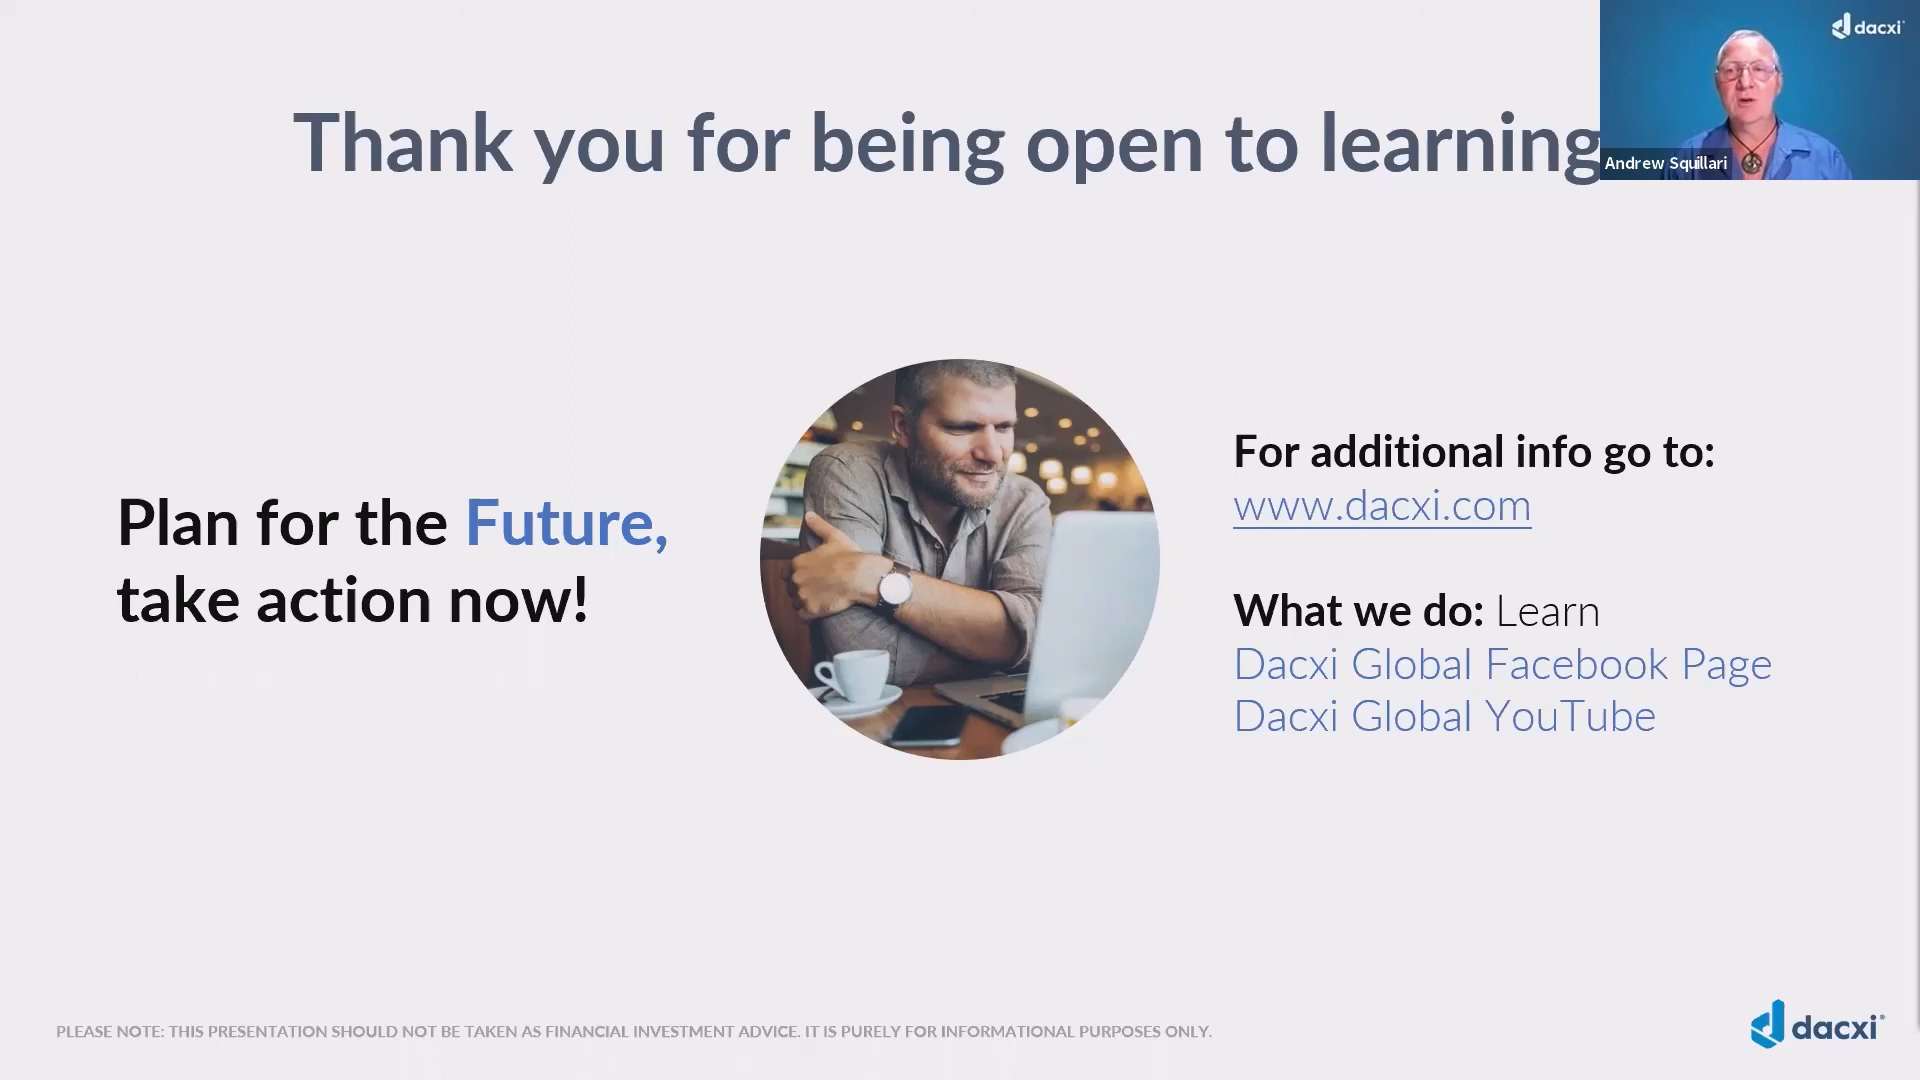 dacxi
Thank you for being open to learning
Andrew Squillari
Plan for the Future,
take action now!
For additional info go to:
www.dacxi.com
What we do: Learn
Dacxi Global Facebook Page
Dacxi Global YouTube
PLEASE NOTE: THIS PRESENTATION SHOULD NOT BE TAKEN AS FINANCIAL INVESTMENT ADVICE. IT IS PURELY FOR INFORMATIONAL PURPOSES ONLY.
dacxi®